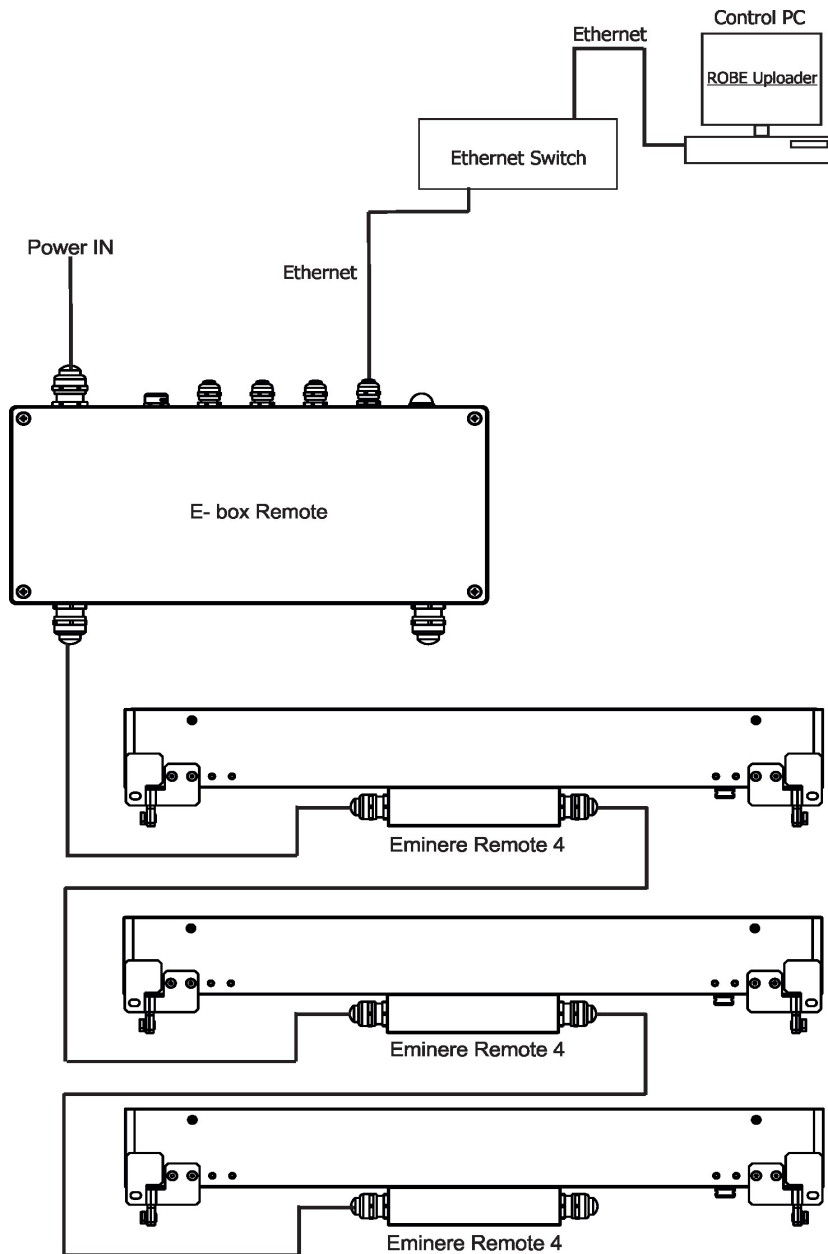 Control PC
Ethernet
ROBE Uploader
Ethernet Switch
Power IN
Ethernet
E- box Remote
Eminere Remote 4
Eminere Remote 4
Eminere Remote 4